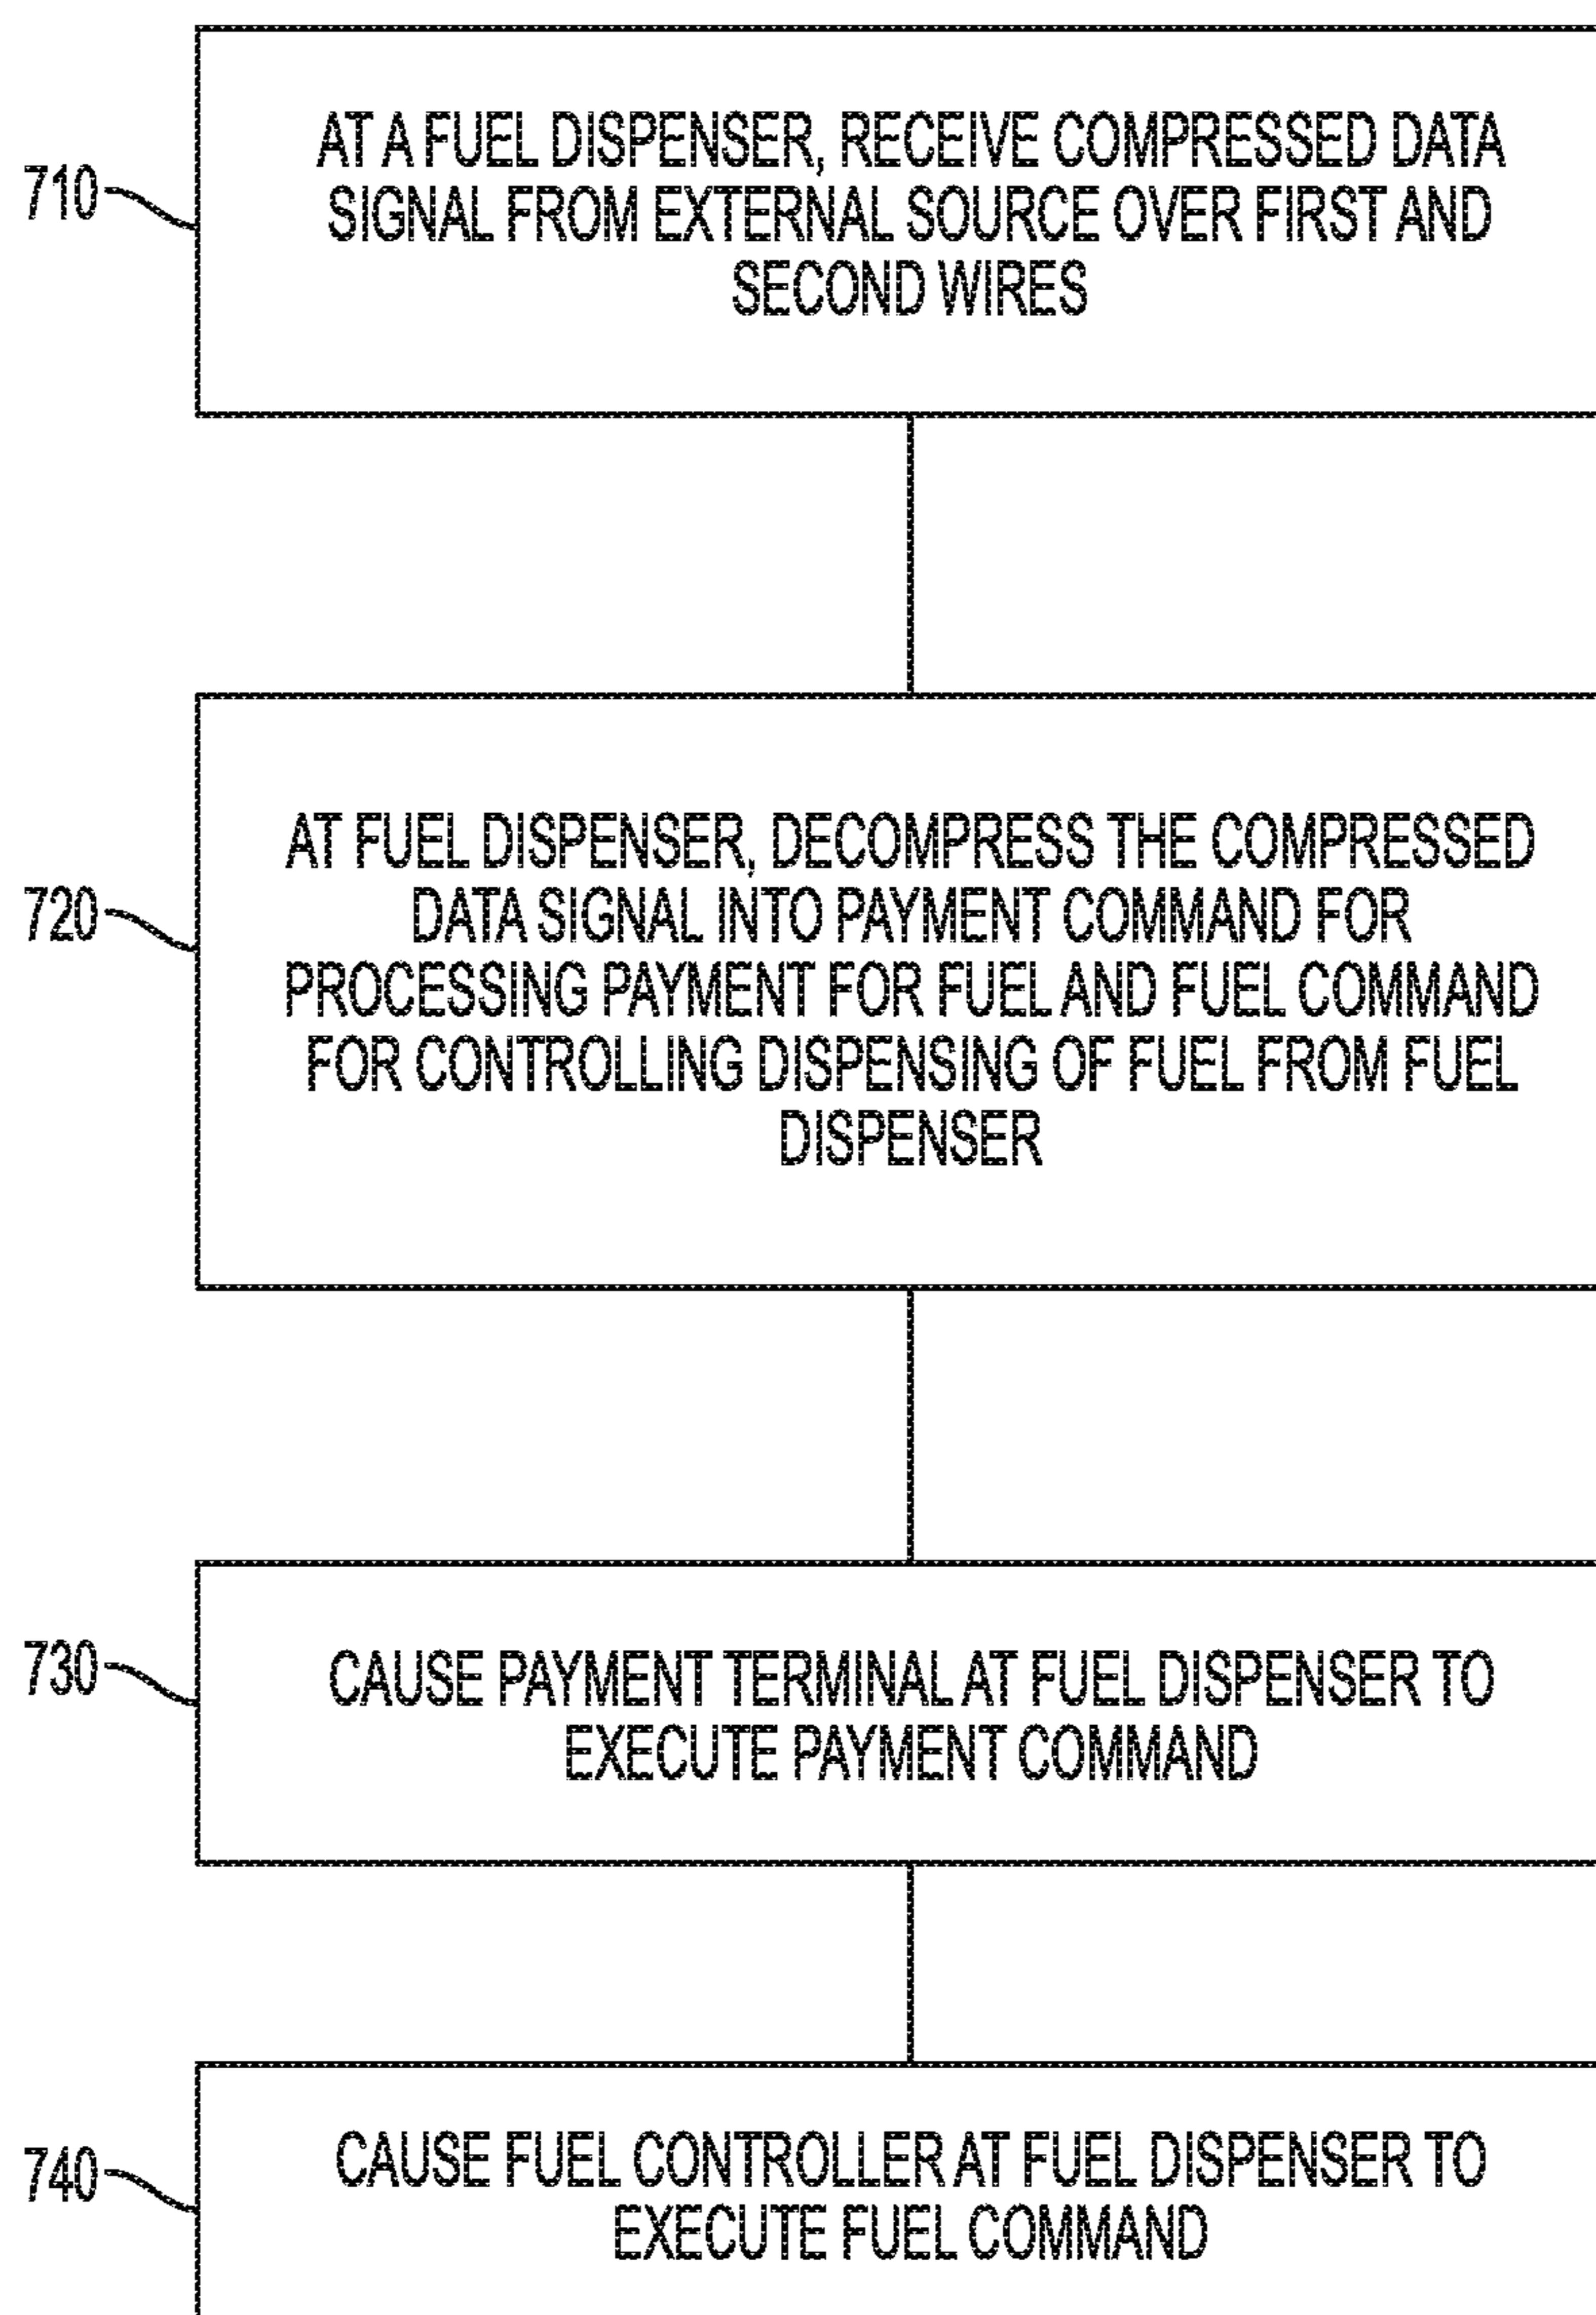 710
AT A FUEL DISPENSER, RECEIVE COMPRESSED DATA
SIGNAL FROM EXTERNAL SOURCE OVER FIRST AND
SECOND WIRES
720
AT FUEL DISPENSER, DECOMPRESS THE COMPRESSED
DATA SIGNAL INTO PAYMENT COMMAND FOR
PROCESSING PAYMENT FOR FUEL AND FUEL COMMAND
FOR CONTROLLING DISPENSING OF FUEL FROM FUEL
DISPENSER
730
CAUSE PAYMENT TERMINAL AT FUEL DISPENSER TO
EXECUTE PAYMENT COMMAND
740
CAUSE FUEL CONTROLLER AT FUEL DISPENSER TO
EXECUTE FUEL COMMAND